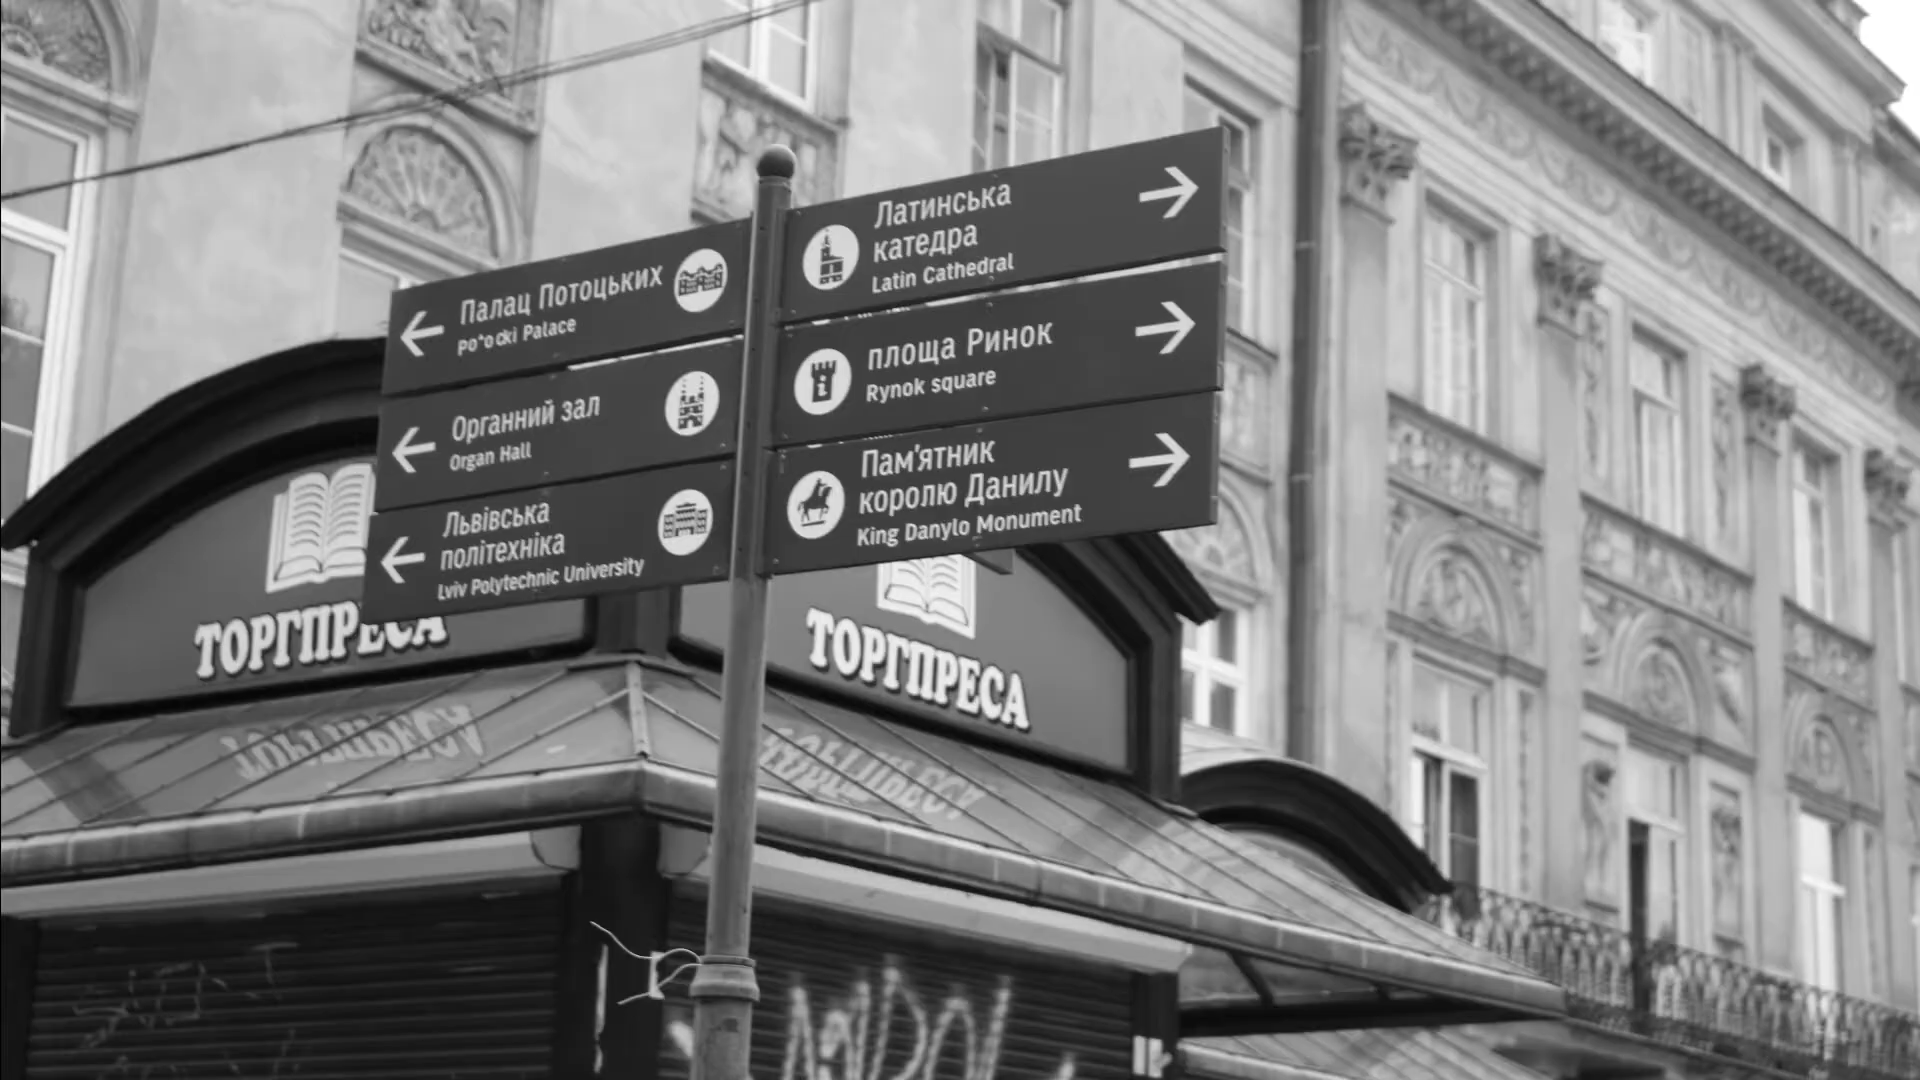 Палац Потоцьких
Po*o cki Palace
Органний зал
Organ Hall
Львівська
політехніка
Lviv Polytechnic University
Латинська
катедра
Latin Cathedral
площа Ринок
Rynok square
Пам'ятник
королю Данилу
King Danylo Monument
ТОРГПРЕСА
ТОРГПРЕСА